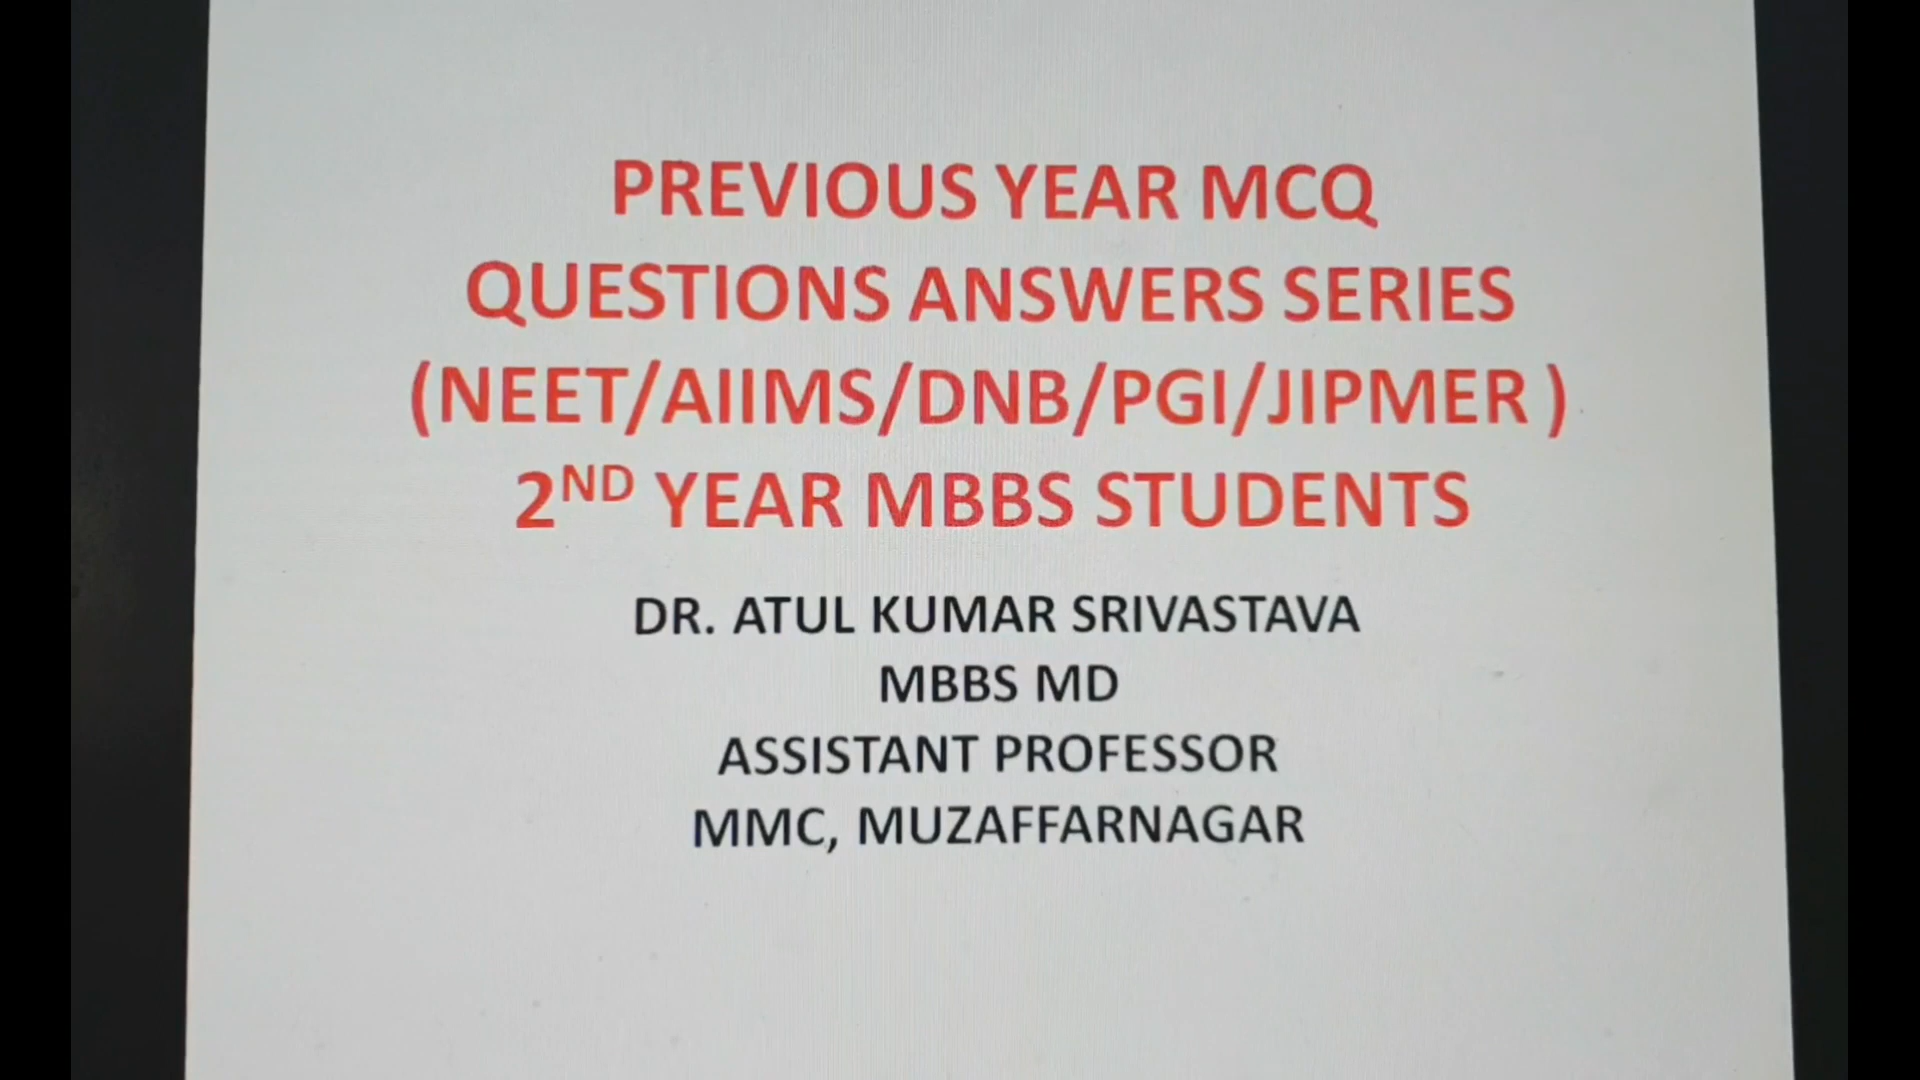 PREVIOUS YEAR MCQ
QUESTIONS ANSWERS SERIES
(NEET/AIIMS/DNB/PGI/JIPMER )
2ND YEAR MBBS STUDENTS
DR. ATUL KUMAR SRIVASTAVA
MBBS MD
ASSISTANT PROFESSOR
MMC, MUZAFFARNAGAR